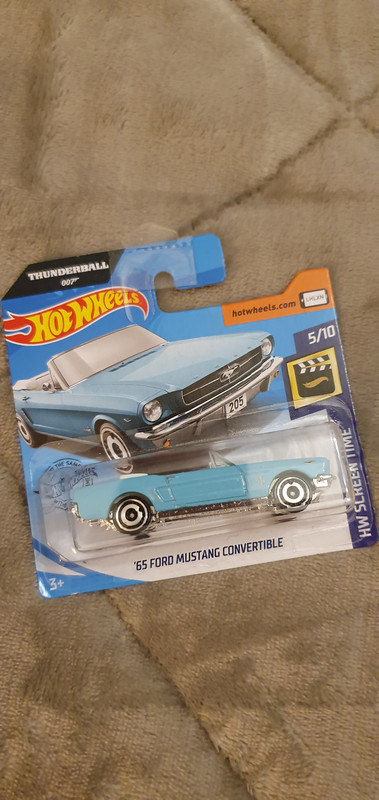 THUNDERBALL
007
HOT WHEELS
hotwheels.com
5/10
205
HW SCREEN TIME
'65 FORD MUSTANG CONVERTIBLE
3+